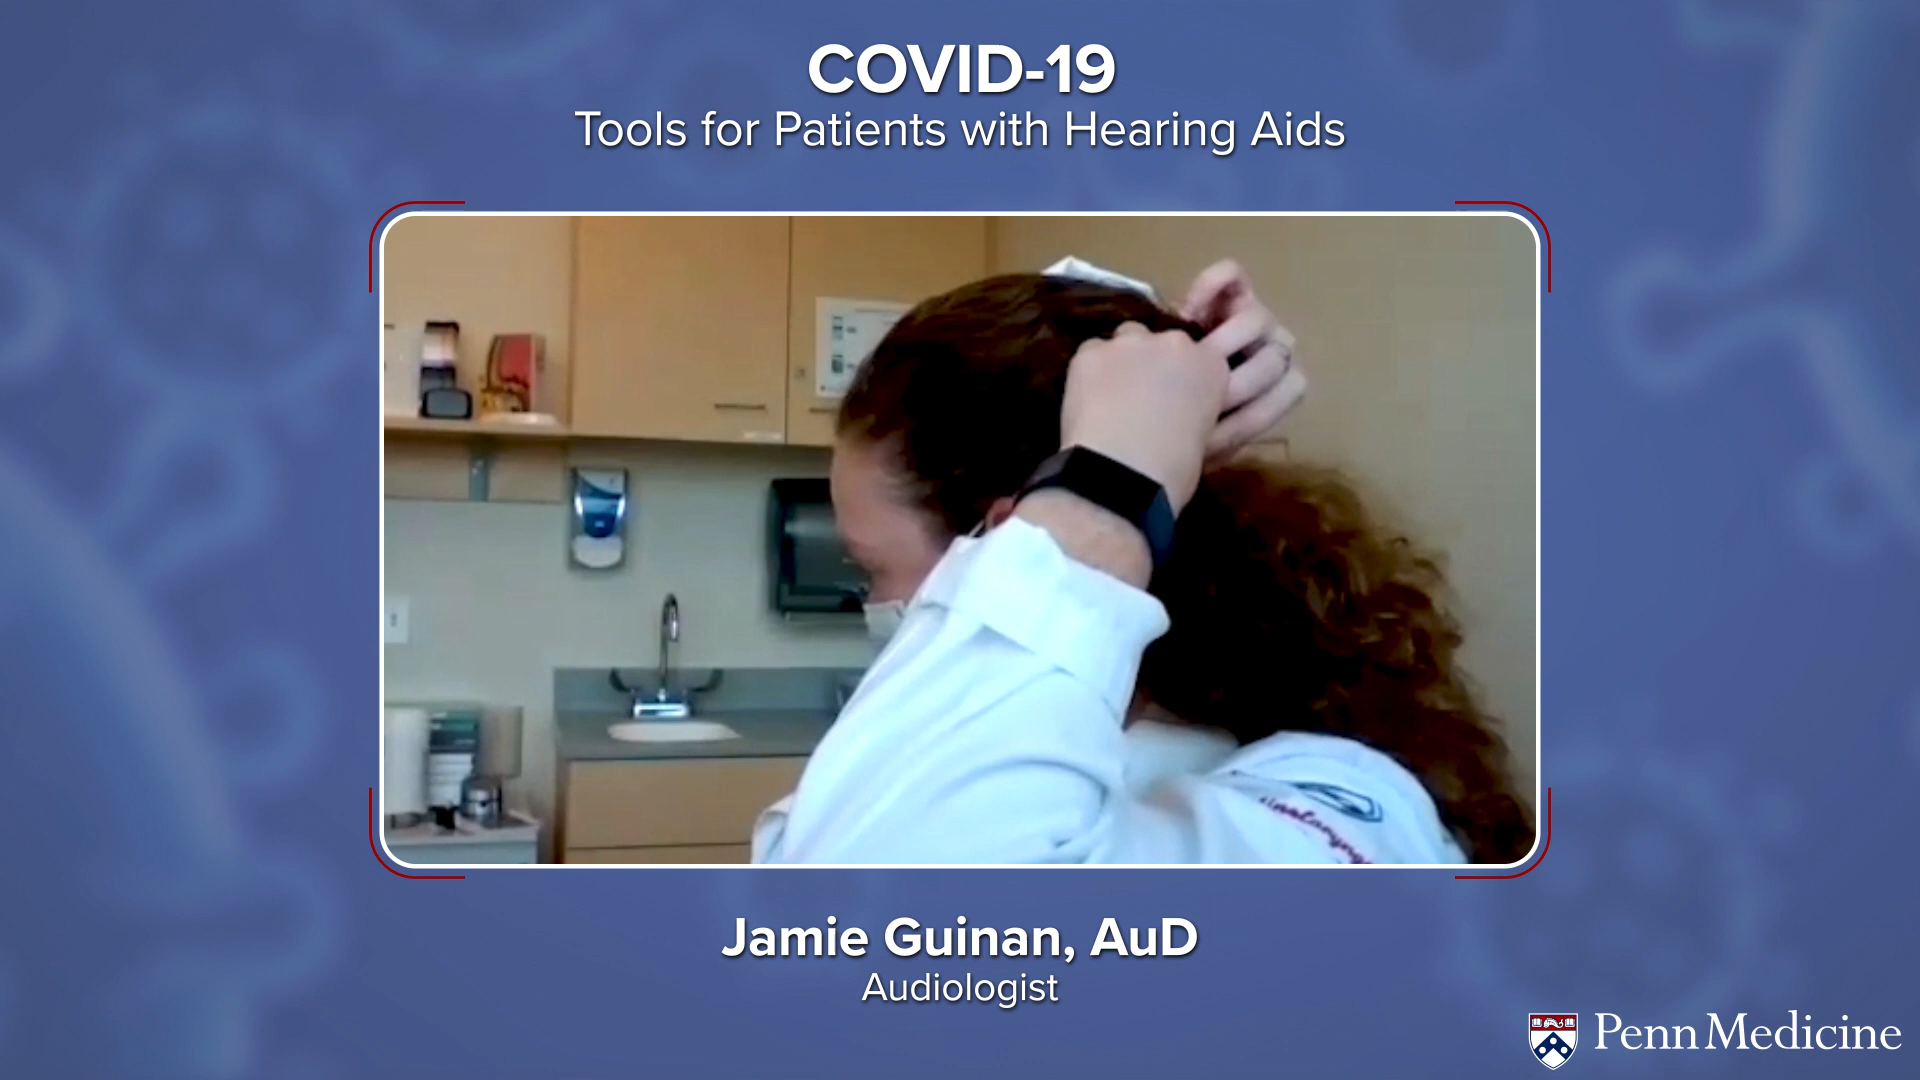 COVID-19
Tools for Patients with Hearing Aids
Jamie Guinan, AuD
Audiologist
Penn Medicine